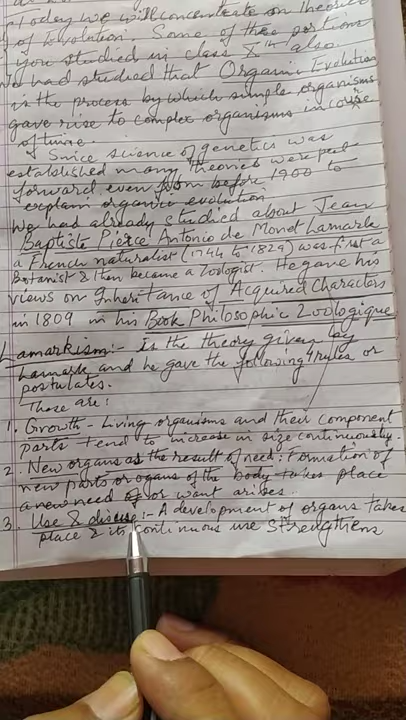 Today we will concentrate on theories
of Evolution. Some of these portions
you studied in class Xth also
We had studied that Organic Evolution
is the process by which simple organisms
gave rise to complex organisms in course
of time.
Since science of genetics was
established many theories were put
forward even from before 1900 to
explain organic evolution
We had already studied about Jean
Baptiste Pierce Antonio de Monet Lamark
a French naturalist (1744 to 1829) was first a
Botanist & then became a Zoologist. He gave his
views on Inheritance of Acquired Characters
in 1809 in his Book Philosophic Zoologique
Lamarkism:- is the theory given by
Lamark and he gave the following 4 rules or
postulates.
These are:
1. Growth - Living organisms and their component
parts tend to increase in size continuously.
2. New organs as the result of need: Formation of
new parts or ogans of the body takes place
a new need of or want arises.
3. Use & disuse:- A development of organs takes
place & its continuous use strengthens